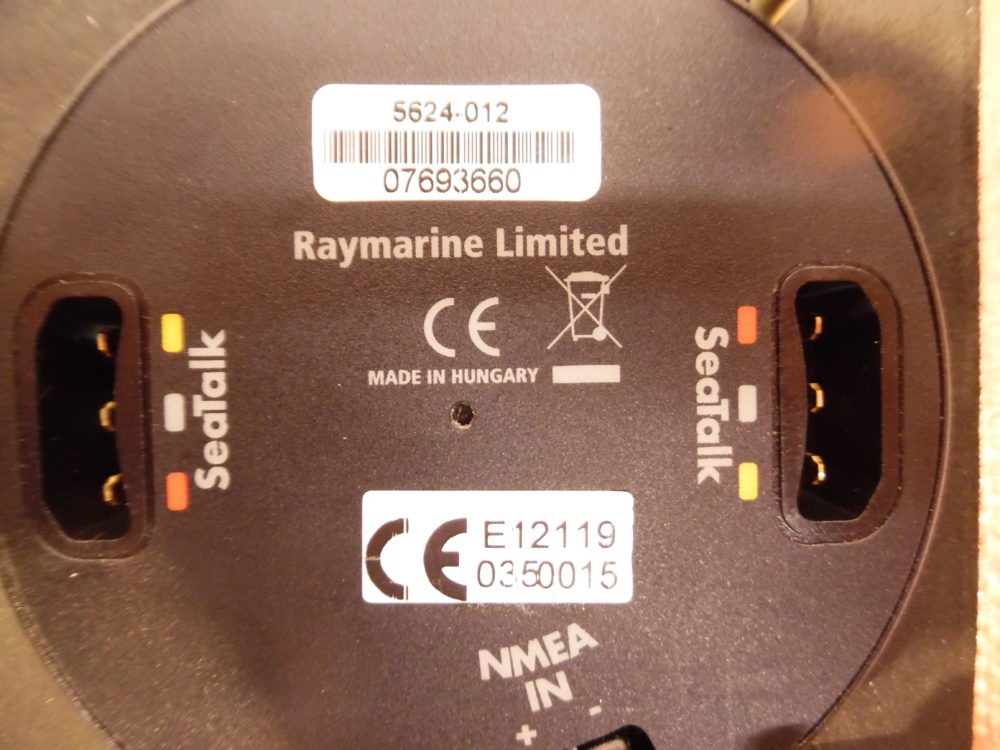 5624-012
07693660
Raymarine Limited
CE
MADE IN HUNGARY
SeaTalk
SeaTalk
CE
E12119
0350015
NMEA
IN
+ -